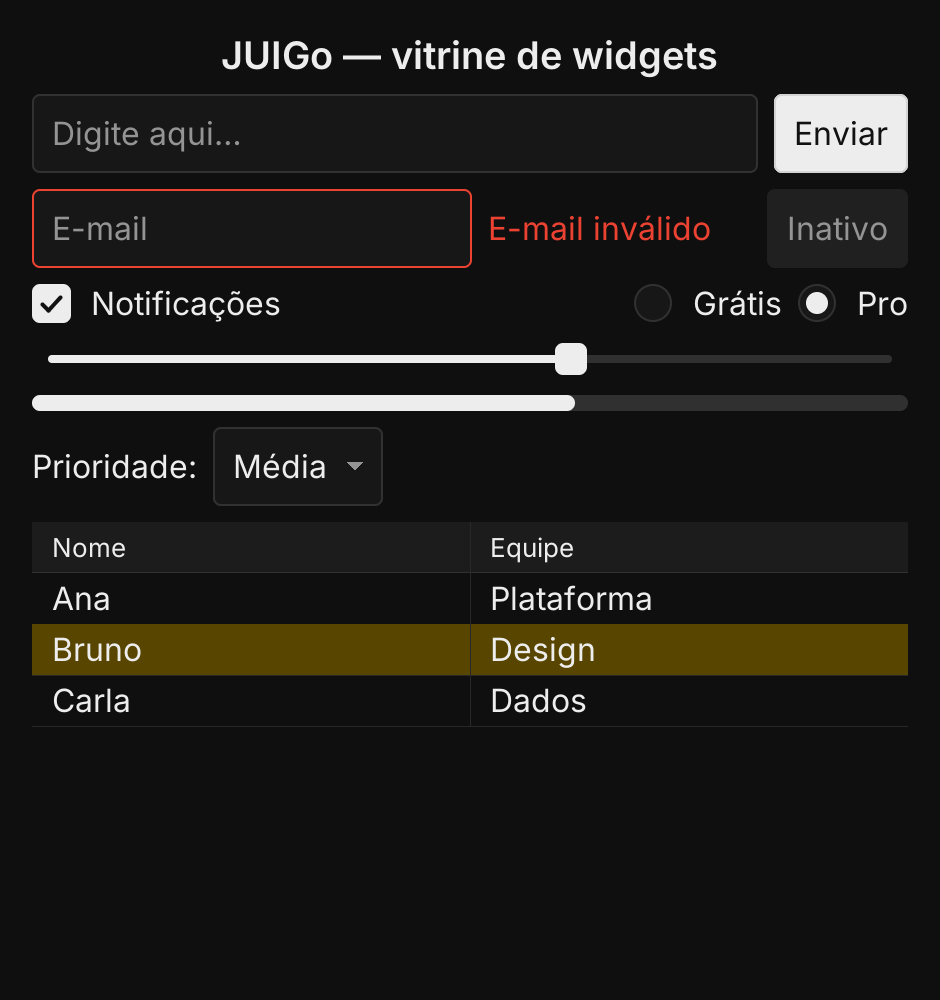 JUIGo — vitrine de widgets
Digite aqui... Enviar
E-mail E-mail inválido Inativo
Notificações Grátis Pro
Prioridade: Média
Nome Equipe
Ana Plataforma
Bruno Design
Carla Dados